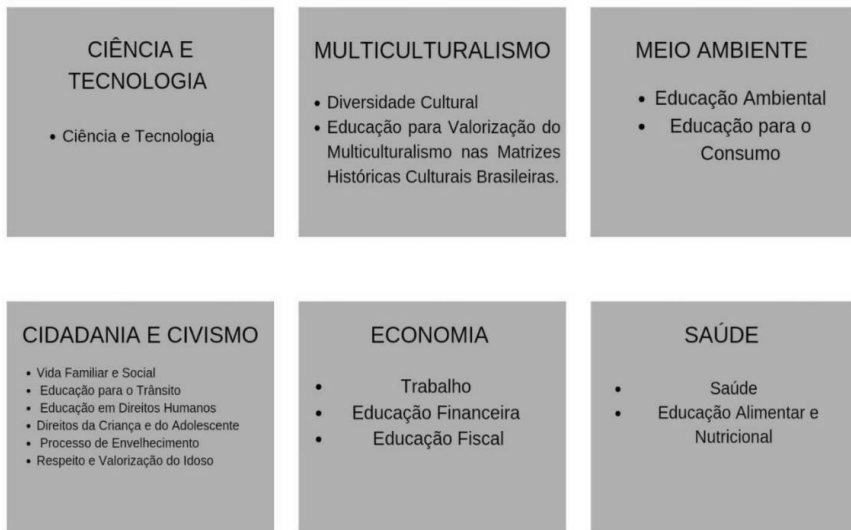 CIÊNCIA E
TECNOLOGIA
• Ciência e Tecnologia
MULTICULTURALISMO
• Diversidade Cultural
• Educação para Valorização do
Multiculturalismo nas Matrizes
Históricas Culturais Brasileiras.
MEIO AMBIENTE
• Educação Ambiental
• Educação para o
Consumo
CIDADANIA E CIVISMO
• Vida Familiar e Social
• Educação para o Trânsito
• Educação em Direitos Humanos
• Direitos da Criança e do Adolescente
• Processo de Envelhecimento
• Respeito e Valorização do Idoso
ECONOMIA
• Trabalho
• Educação Financeira
• Educação Fiscal
SAÚDE
• Saúde
• Educação Alimentar e
Nutricional